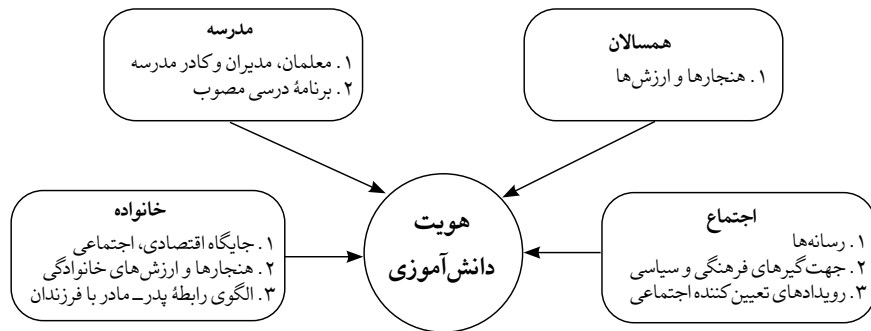 همسالان
۱. هنجارها و ارزش‌ها
مدرسه
۱. معلمان، مدیران و کادر مدرسه
۲. برنامهٔ درسی مصوب
هویت
دانش‌آموزی
اجتماع
۱. رسانه‌ها
۲. جهت‌گیرهای فرهنگی و سیاسی
۳. رویدادهای تعیین‌کننده اجتماعی
خانواده
۱. جایگاه اقتصادی، اجتماعی
۲. هنجارها و ارزش‌های خانوادگی
۳. الگوی رابطهٔ پدر ـ مادر با فرزندان